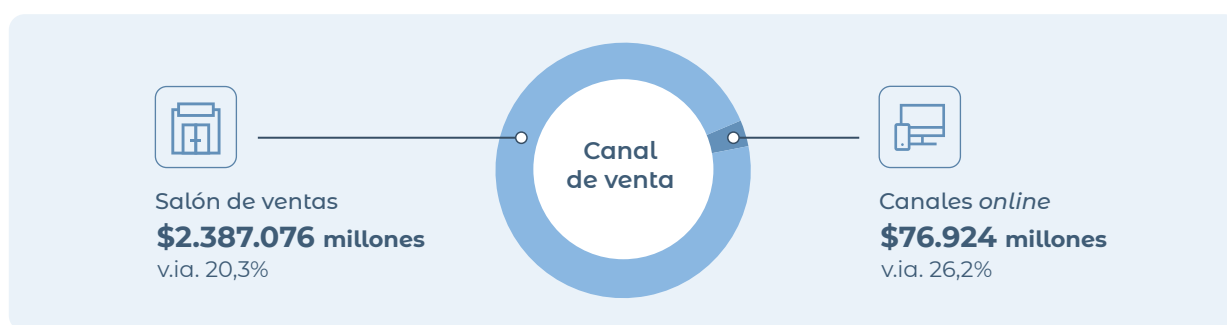 Canal
de venta
Salón de ventas
$2.387.076 millones
v.ia. 20,3%
Canales online
$76.924 millones
v.ia. 26,2%